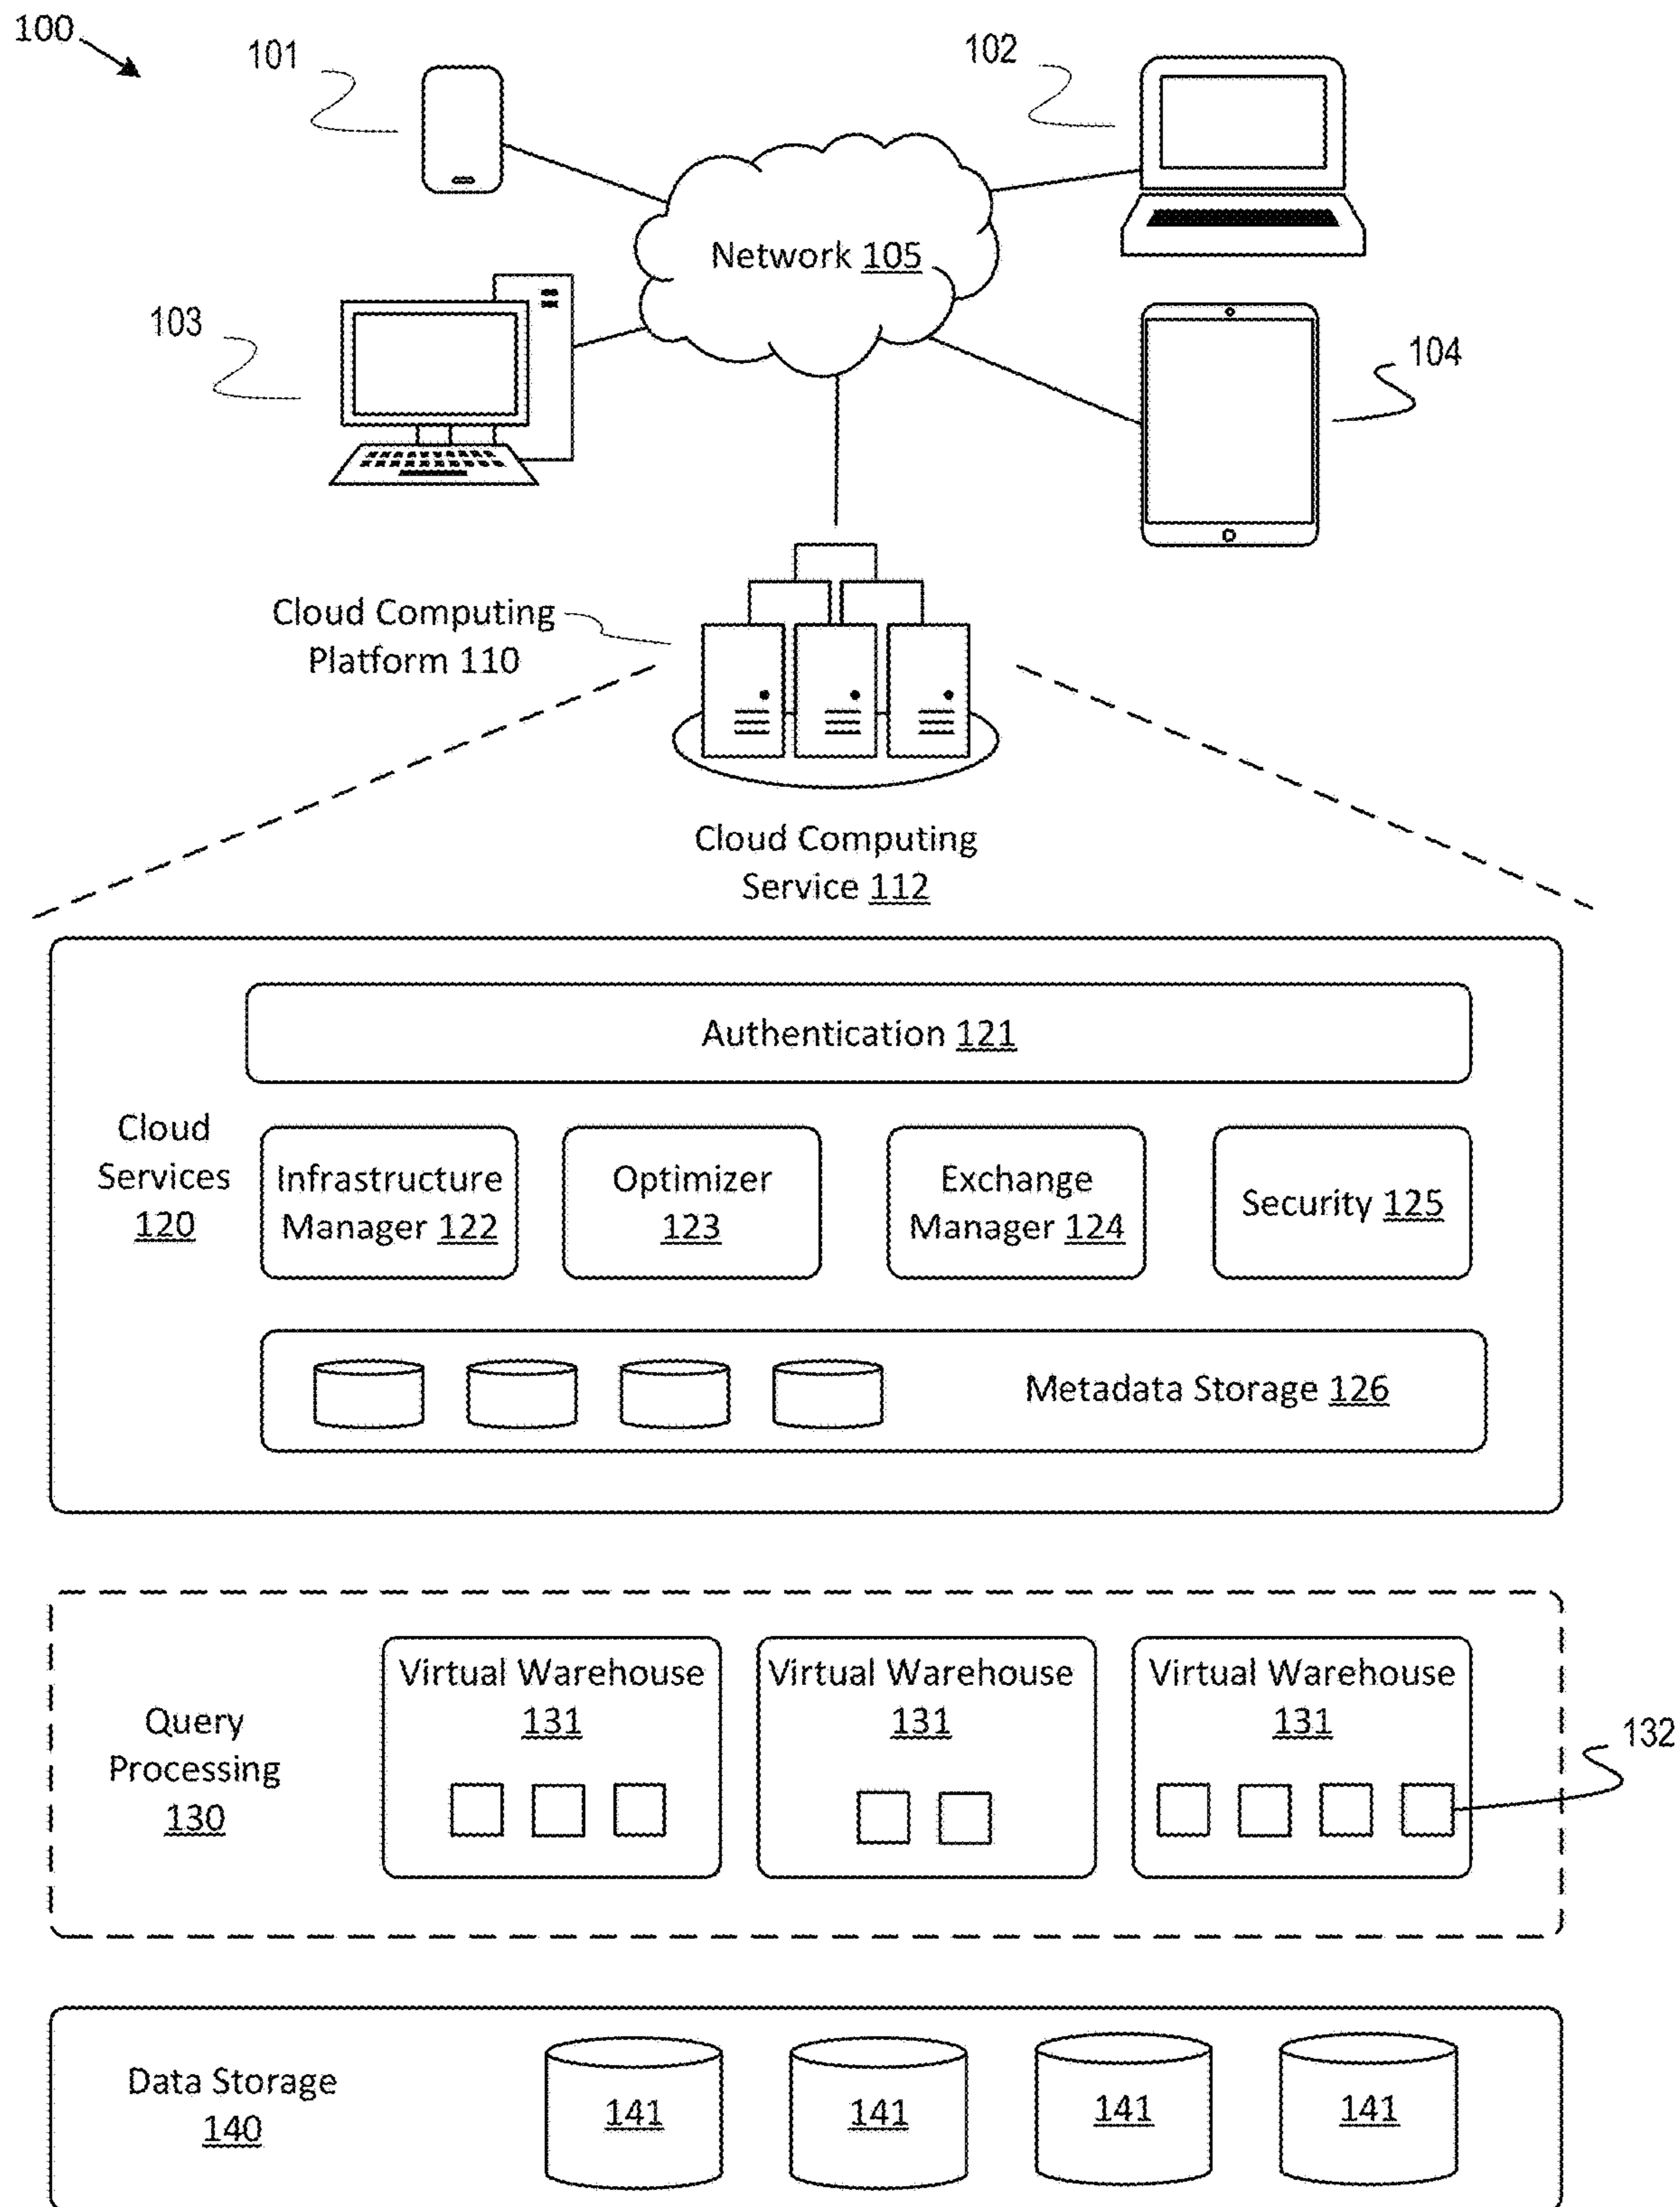 100
101
102
Network 105
103
104
Cloud Computing
Platform 110
Cloud Computing
Service 112
Authentication 121
Cloud
Services
120
Infrastructure
Manager 122
Optimizer
123
Exchange
Manager 124
Security 125
Metadata Storage 126
Query
Processing
130
Virtual Warehouse
131
Virtual Warehouse
131
Virtual Warehouse
131
132
Data Storage
140
141
141
141
141